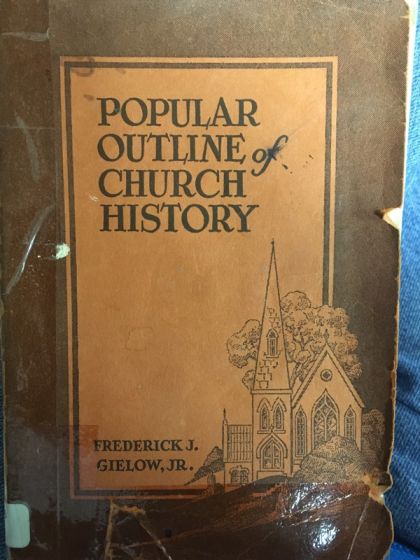 POPULAR
OUTLINE of
CHURCH
HISTORY
FREDERICK J.
GIELOW, JR.